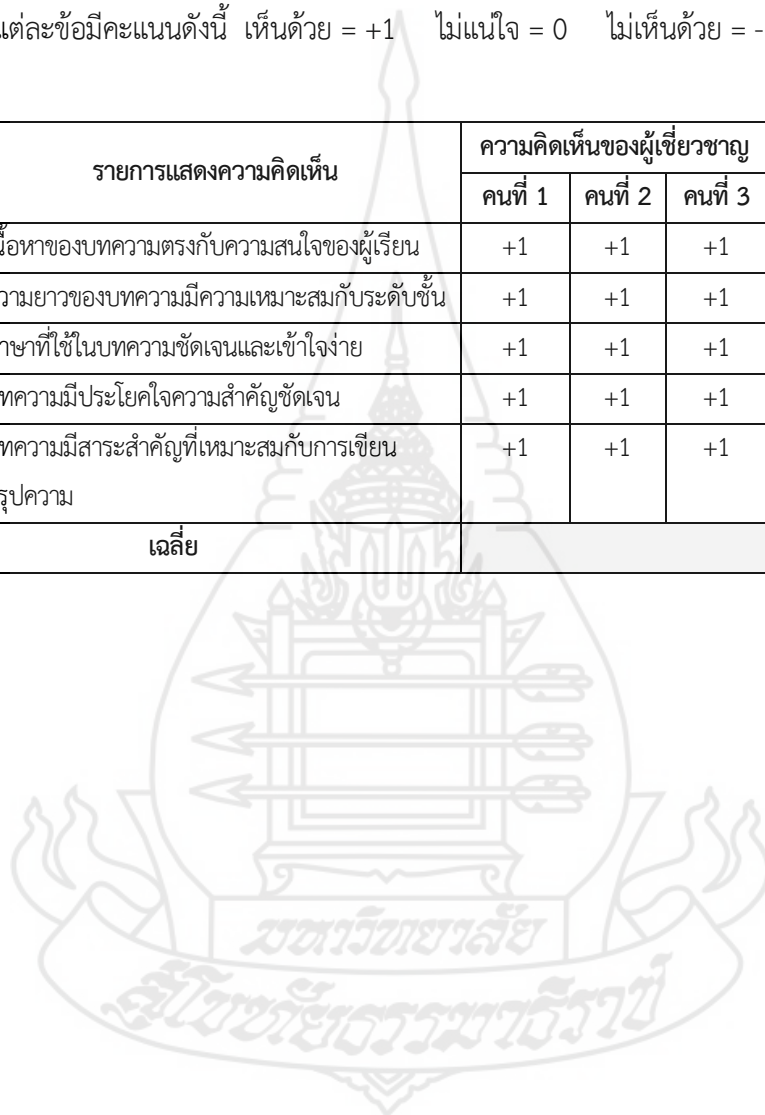 แต่ละข้อมีคะแนนดังนี้ เห็นด้วย = +1 ไม่แน่ใจ = 0 ไม่เห็นด้วย = -
รายการแสดงความคิดเห็น ความคิดเห็นของผู้เชี่ยวชาญ
คนที่ 1 คนที่ 2 คนที่ 3
นื้อหาของบทความตรงกับความสนใจของผู้เรียน +1 +1 +1
วามยาวของบทความมีความเหมาะสมกับระดับชั้น +1 +1 +1
าษาที่ใช้ในบทความชัดเจนและเข้าใจง่าย +1 +1 +1
ทความมีประโยคใจความสำคัญชัดเจน +1 +1 +1
ทความมีสาระสำคัญที่เหมาะสมกับการเขียน +1 +1 +1
รุปความ
เฉลี่ย
มหาวิทยาลัย
สุโขทัยธรรมาธิราช